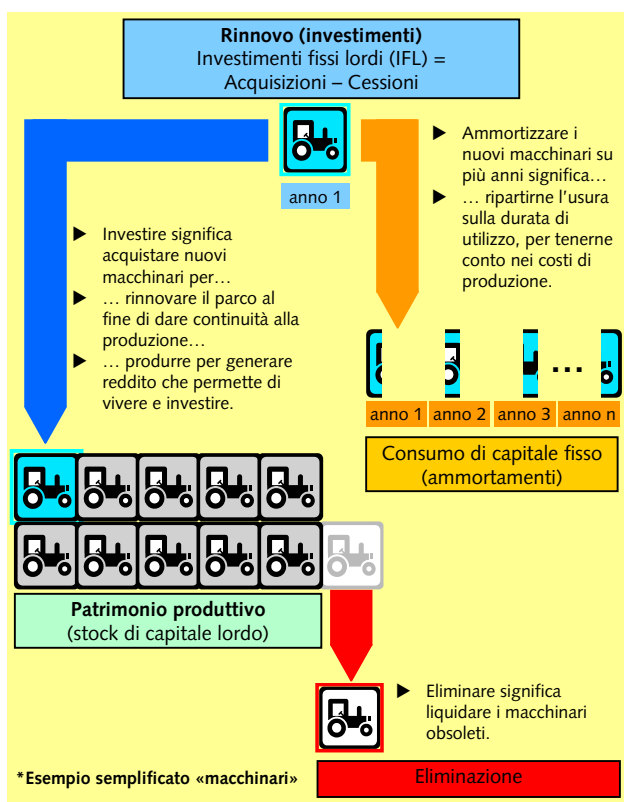 Rinnovo (investimenti)
Investimenti fissi lordi (IFL) =
Acquisizioni – Cessioni
anno 1
▶ Ammortizzare i
nuovi macchinari su
più anni significa…
▶ … ripartirne l'usura
sulla durata di
utilizzo, per tenerne
conto nei costi di
produzione.
▶ Investire significa
acquistare nuovi
macchinari per…
▶ … rinnovare il parco al
fine di dare continuità alla
produzione…
▶ … produrre per generare
reddito che permette di
vivere e investire.
...
anno 1 anno 2 anno 3 anno n
Consumo di capitale fisso
(ammortamenti)
Patrimonio produttivo
(stock di capitale lordo)
▶ Eliminare significa
liquidare i macchinari
obsoleti.
*Esempio semplificato «macchinari»
Eliminazione